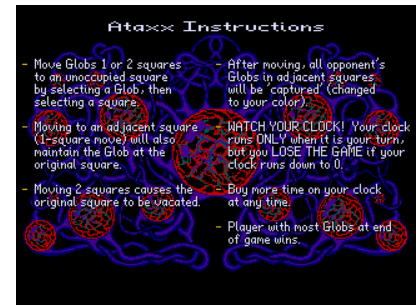 Ataxx Instructions
- Move Globs 1 or 2 squares
to an unoccupied square
by selecting a Glob, then
selecting a square.
- Moving to an adjacent square
(1-square move) will also
maintain the Glob at the
original square.
- Moving 2 squares causes the
original square to be vacated.
- After moving, all opponent's
Globs in adjacent squares
will be 'captured' (changed
to your color).
- WATCH YOUR CLOCK! Your clock
runs ONLY when it is your turn,
but you LOSE THE GAME if your
clock runs down to 0.
- Buy more time on your clock
at any time.
- Player with most Globs at end
of game wins.